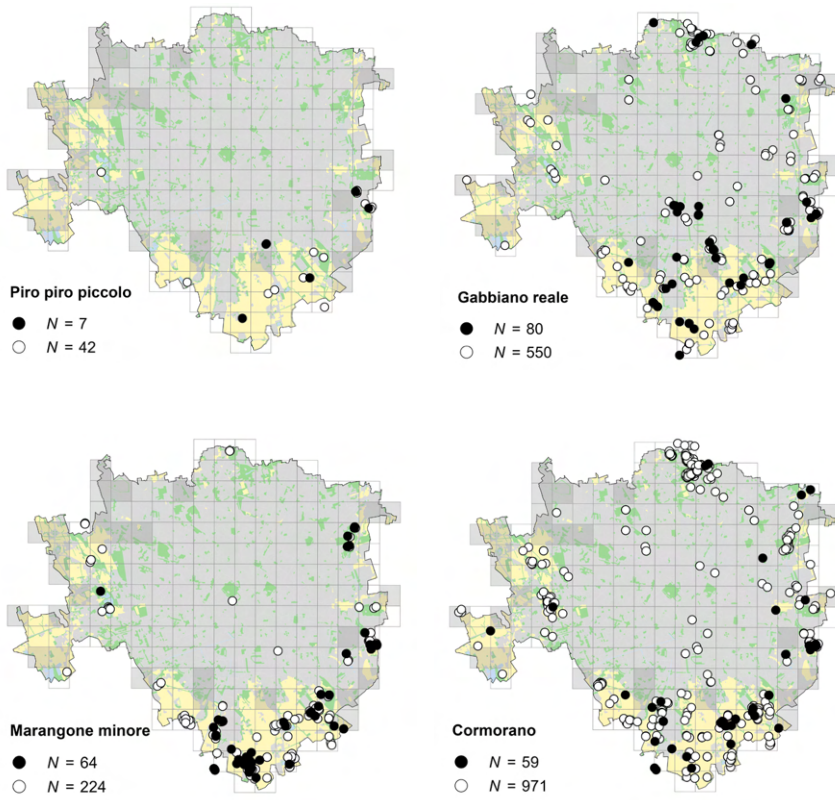 Piro piro piccolo
N = 7
N = 42
Gabbiano reale
N = 80
N = 550
Marangone minore
N = 64
N = 224
Cormorano
N = 59
N = 971